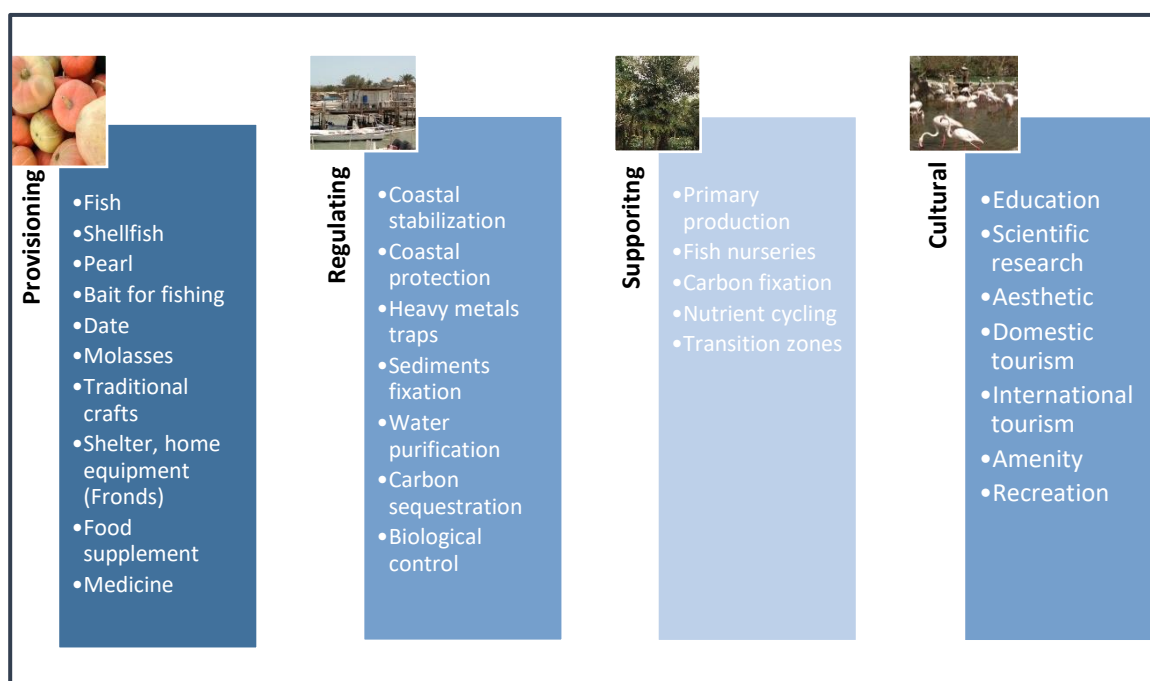 Provisioning
•Fish
•Shellfish
•Pearl
•Bait for fishing
•Date
•Molasses
•Traditional
crafts
•Shelter, home
equipment
(Fronds)
•Food
supplement
•Medicine
Regulating
•Coastal
stabilization
•Coastal
protection
•Heavy metals
traps
•Sediments
fixation
•Water
purification
•Carbon
sequestration
•Biological
control
Supporitng
•Primary
production
•Fish nurseries
•Carbon fixation
•Nutrient cycling
•Transition zones
Cultural
•Education
•Scientific
research
•Aesthetic
•Domestic
tourism
•International
tourism
•Amenity
•Recreation